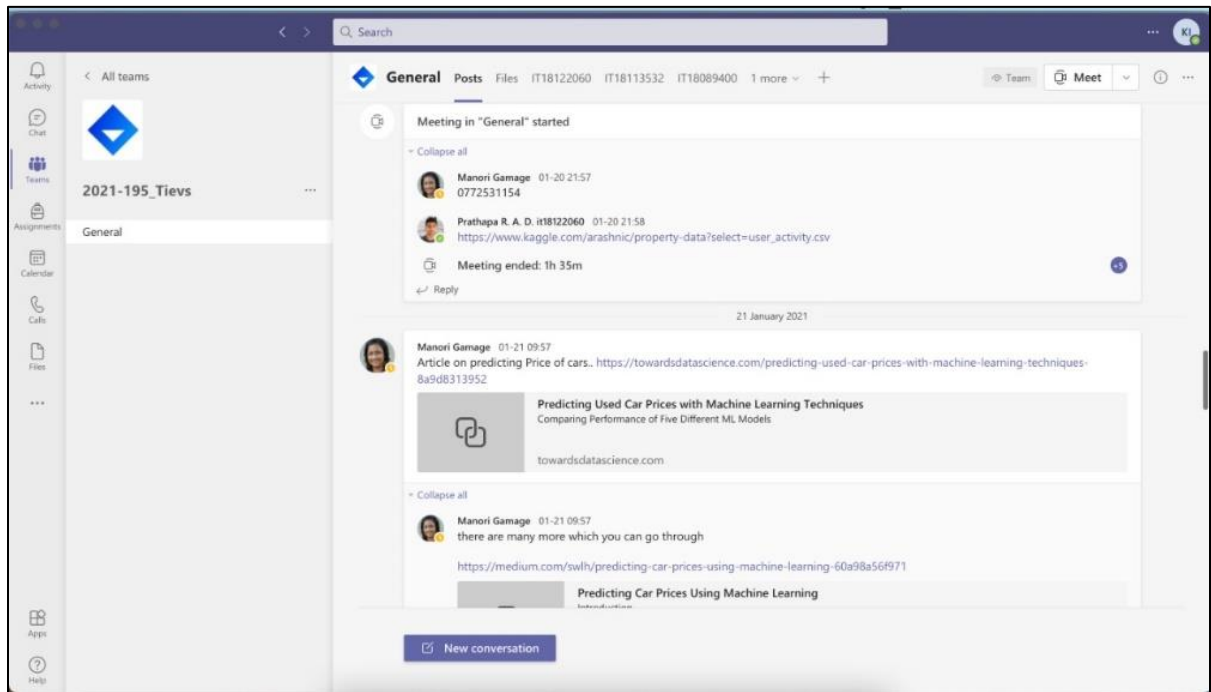 Search
KI
Activity
Chat
Teams
Assignments
Calendar
Calls
Files
Apps
Help
All teams
2021-195_Tievs
General
General Posts Files IT18122060 IT18113532 IT18089400 1 more
Team Meet
Meeting in "General" started
Collapse all
Manori Gamage 01-20 21:57
0772531154
Prathapa R. A. D. it18122060 01-20 21:58
https://www.kaggle.com/arashnic/property-data?select=user_activity.csv
Meeting ended: 1h 35m
+5
Reply
21 January 2021
Manori Gamage 01-21 09:57
Article on predicting Price of cars.. https://towardsdatascience.com/predicting-used-car-prices-with-machine-learning-techniques-
8a9d8313952
Predicting Used Car Prices with Machine Learning Techniques
Comparing Performance of Five Different ML Models
towardsdatascience.com
Collapse all
Manori Gamage 01-21 09:57
there are many more which you can go through
https://medium.com/swlh/predicting-car-prices-using-machine-learning-60a98a56f971
Predicting Car Prices Using Machine Learning
Introduction
New conversation